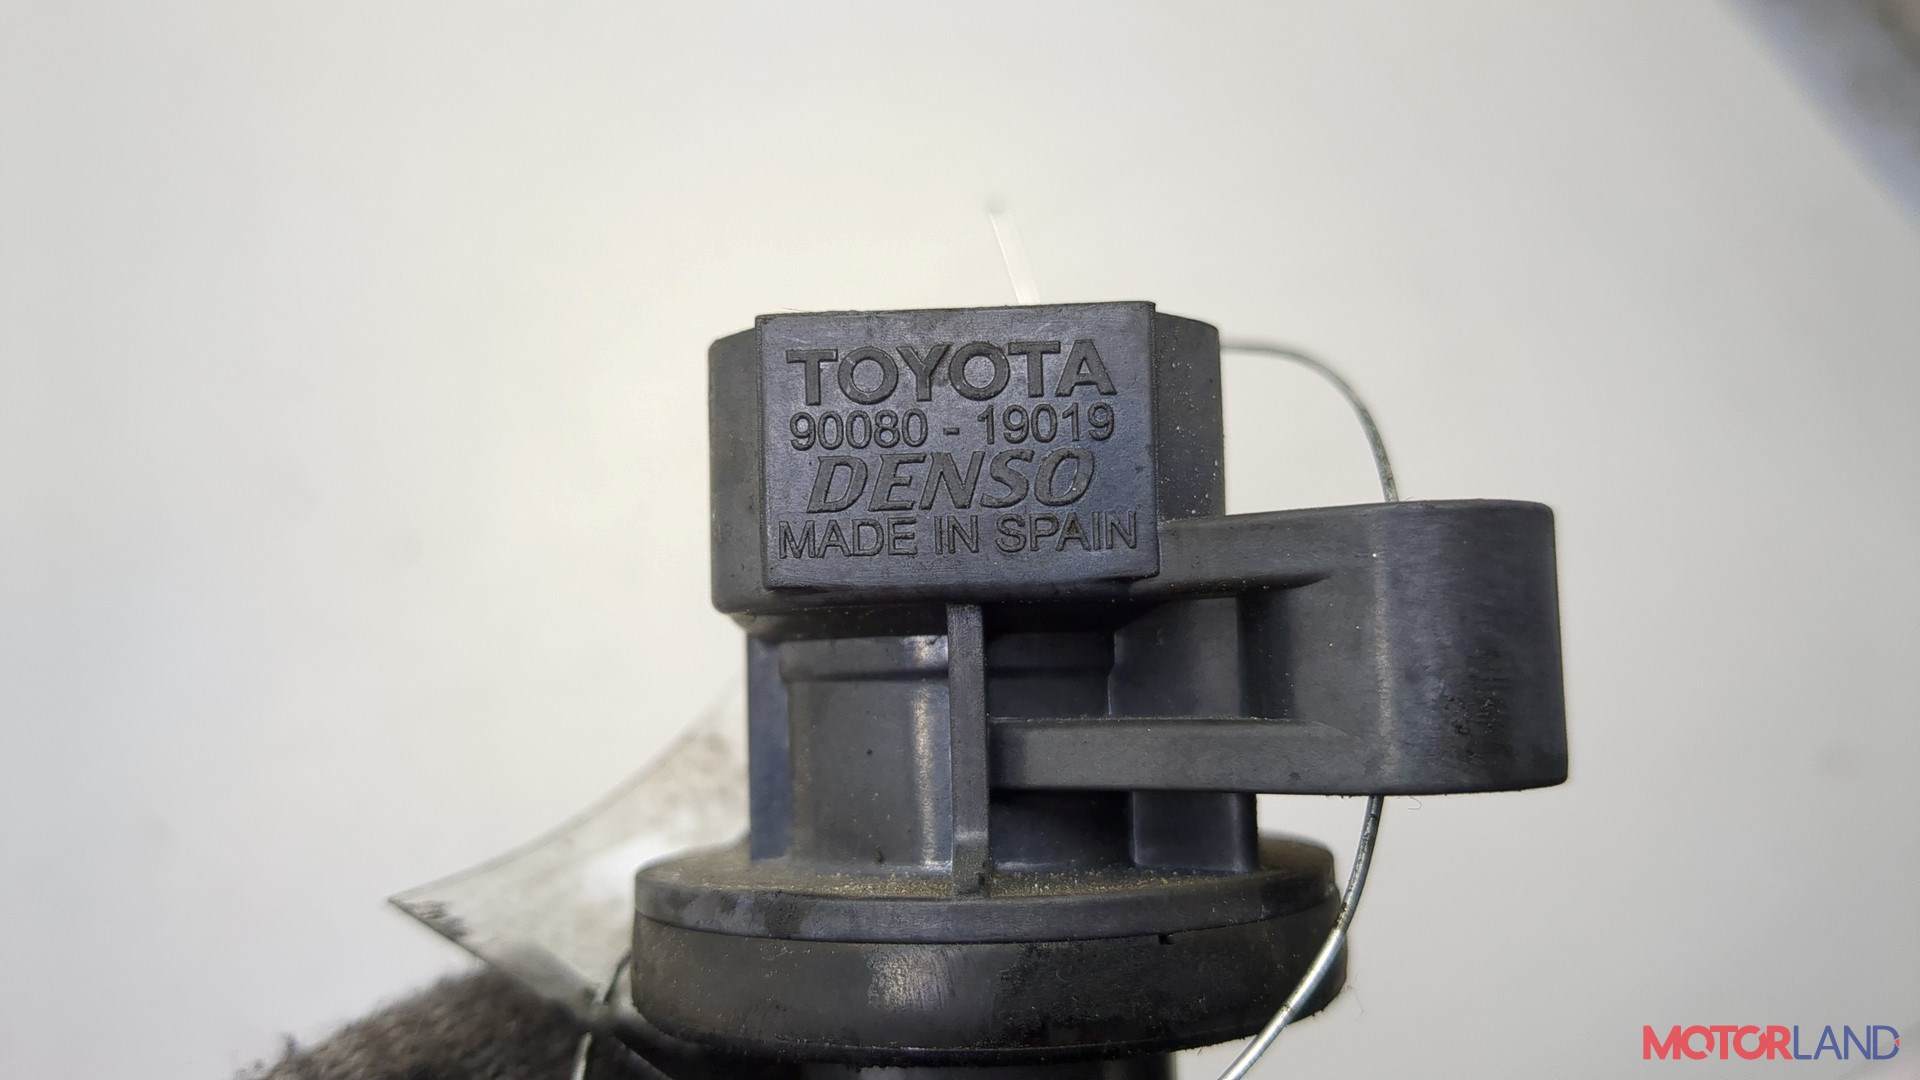 TOYOTA
90080 - 19019
DENSO
MADE IN SPAIN
MOTORLAND